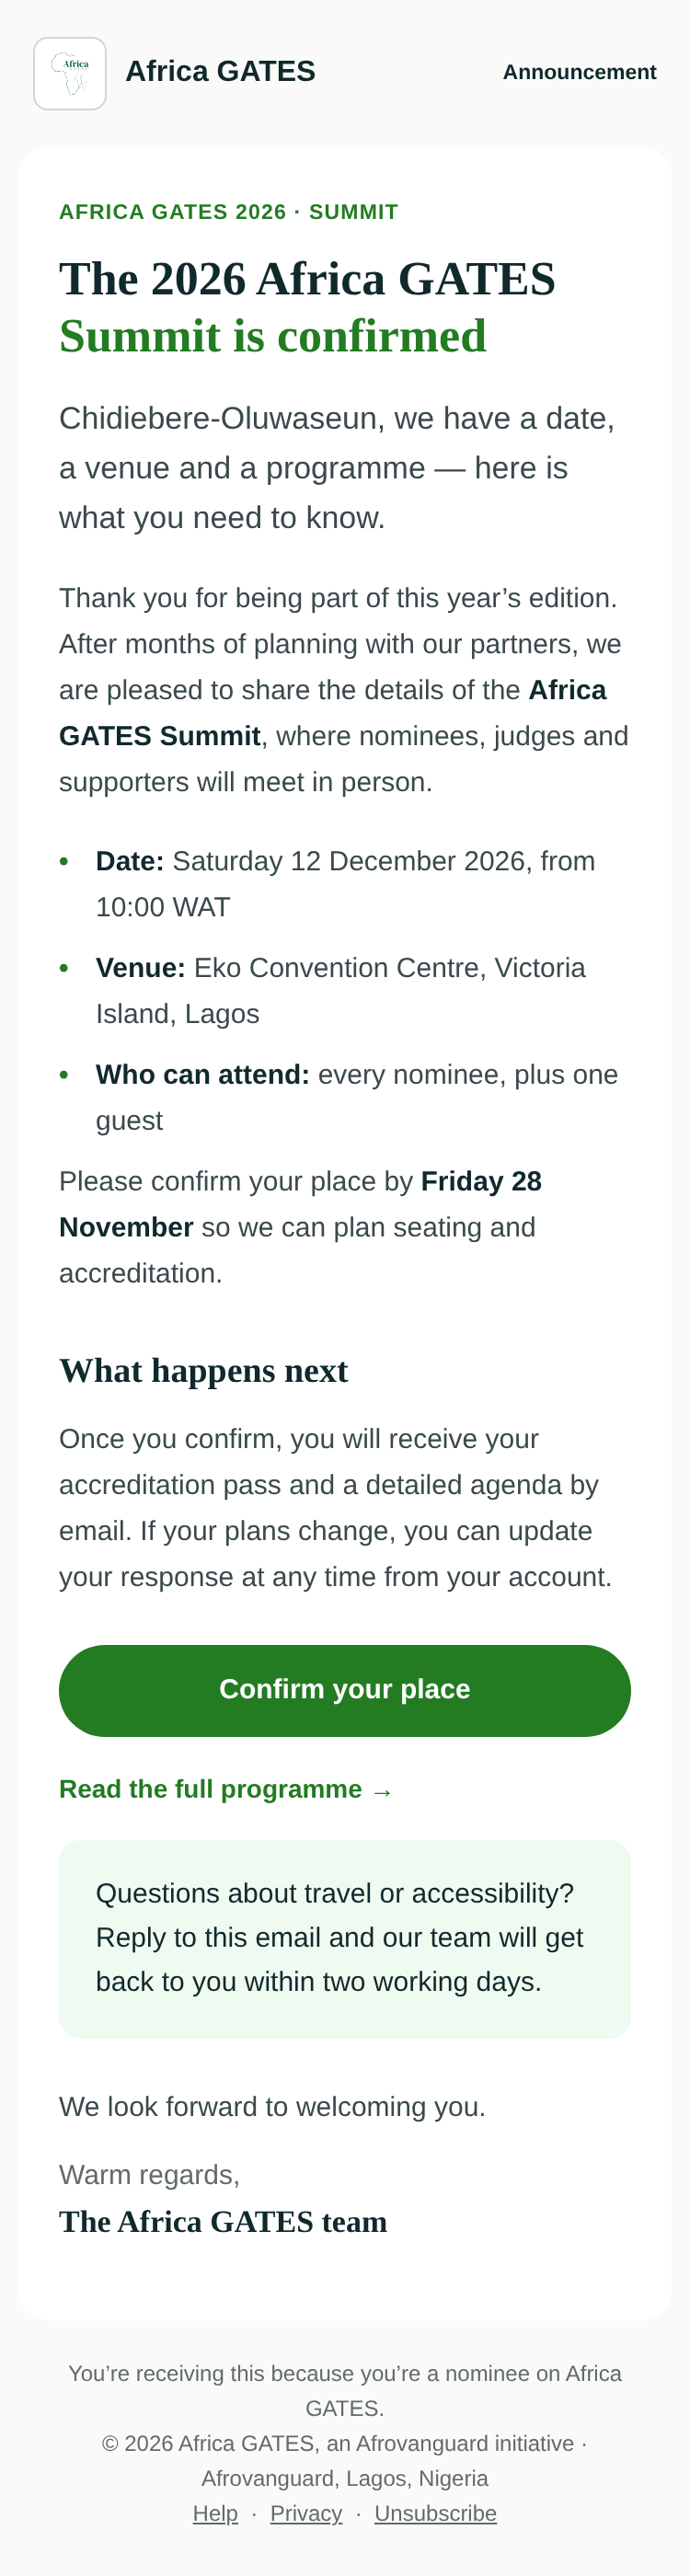 Africa
Africa GATES
Announcement
AFRICA GATES 2026 · SUMMIT
The 2026 Africa GATES
Summit is confirmed
Chidiebere-Oluwaseun, we have a date,
a venue and a programme — here is
what you need to know.
Thank you for being part of this year’s edition.
After months of planning with our partners, we
are pleased to share the details of the Africa
GATES Summit, where nominees, judges and
supporters will meet in person.
• Date: Saturday 12 December 2026, from
10:00 WAT
• Venue: Eko Convention Centre, Victoria
Island, Lagos
• Who can attend: every nominee, plus one
guest
Please confirm your place by Friday 28
November so we can plan seating and
accreditation.
What happens next
Once you confirm, you will receive your
accreditation pass and a detailed agenda by
email. If your plans change, you can update
your response at any time from your account.
Confirm your place
Read the full programme →
Questions about travel or accessibility?
Reply to this email and our team will get
back to you within two working days.
We look forward to welcoming you.
Warm regards,
The Africa GATES team
You’re receiving this because you’re a nominee on Africa
GATES.
© 2026 Africa GATES, an Afrovanguard initiative ·
Afrovanguard, Lagos, Nigeria
Help · Privacy · Unsubscribe